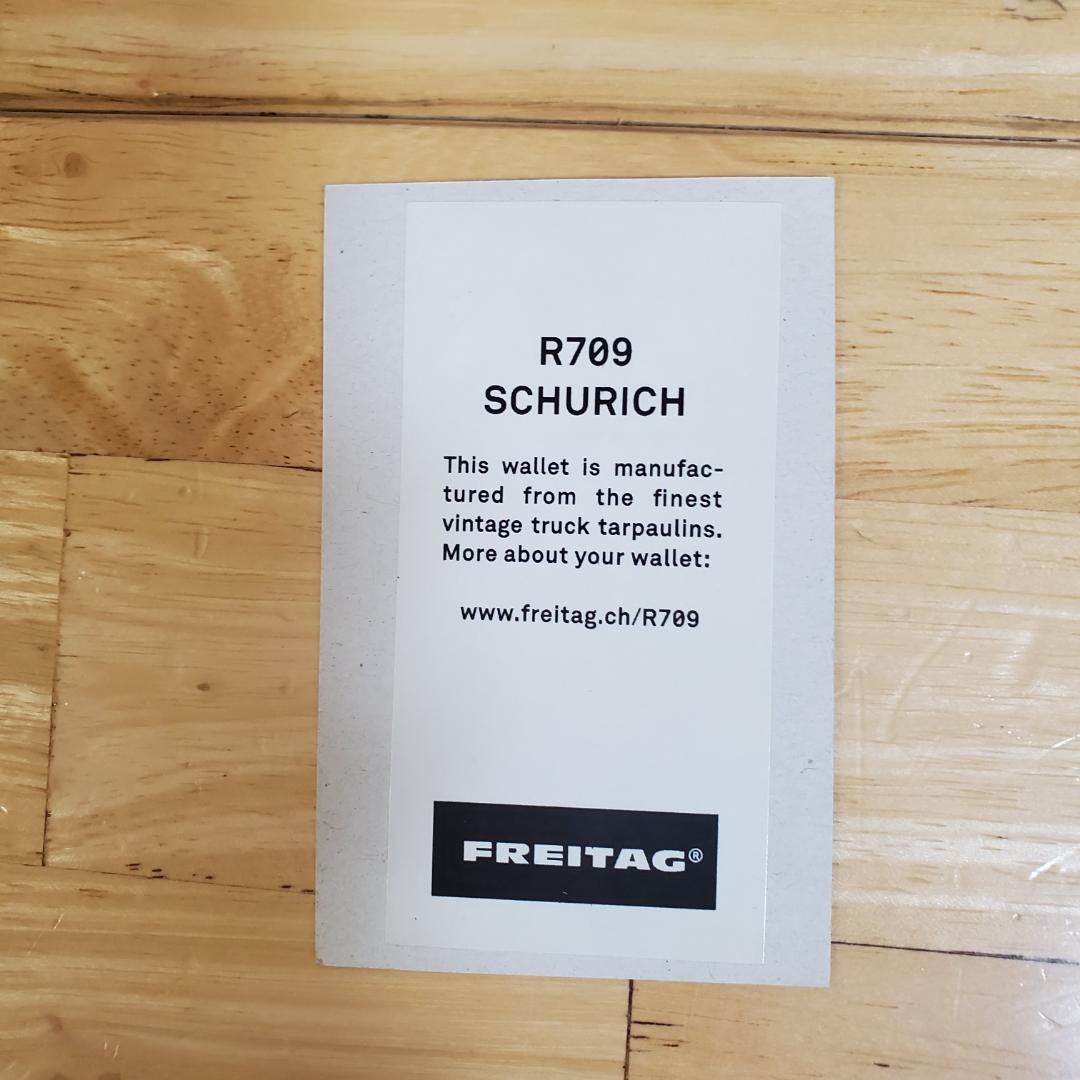 R709
SCHURICH
This wallet is manufac-
tured from the finest
vintage truck tarpaulins.
More about your wallet:
www.freitag.ch/R709
FREITAG®